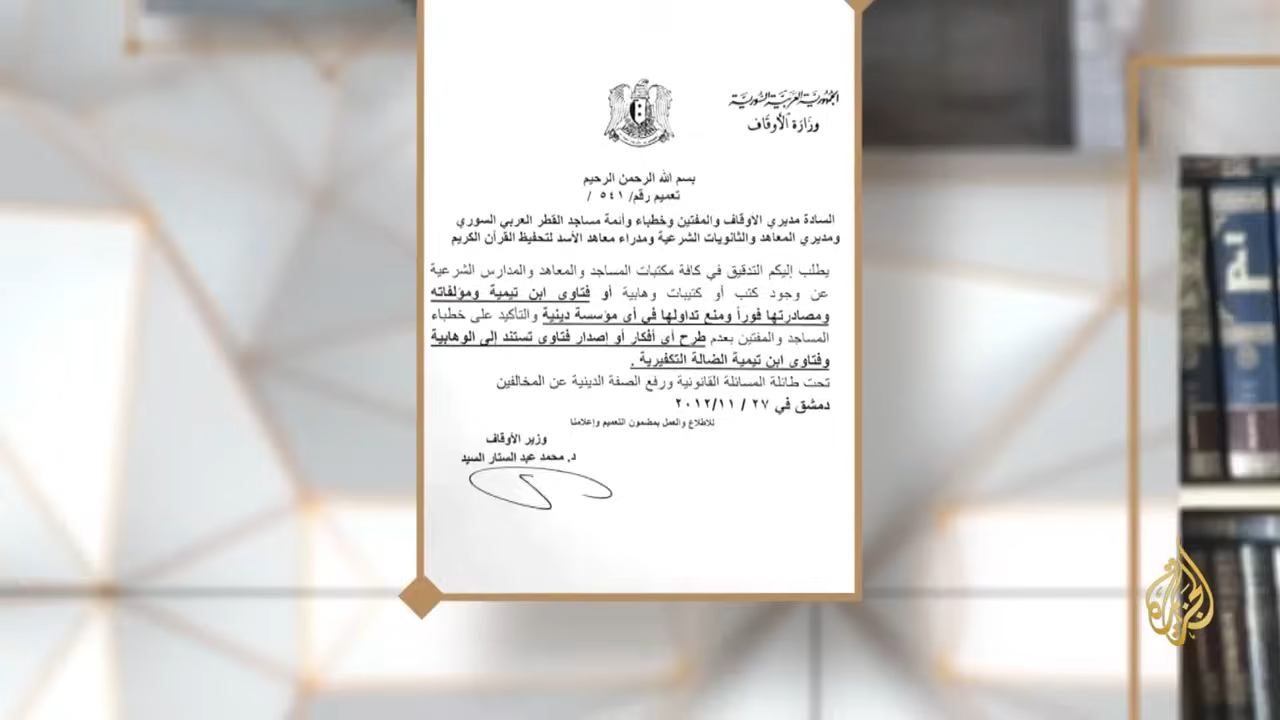 الجمهورية العربية السورية
وزارة الأوقاف
بسم الله الرحمن الرحيم
تعميم رقم/ ٥٤١ /
السادة مديري الأوقاف والمفتين وخطباء وأئمة مساجد القطر العربي السوري
ومديري المعاهد والثانويات الشرعية ومدراء معاهد الأسد لتحفيظ القرآن الكريم
يطلب إليكم التدقيق في كافة مكتبات المساجد والمعاهد والمدارس الشرعية
عن وجود كتب أو كتيبات وهابية أو فتاوى ابن تيمية ومؤلفاته
ومصادرتها فوراً ومنع تداولها في أي مؤسسة دينية والتأكيد على خطباء
المساجد والمفتين بعدم طرح أي أفكار أو إصدار فتاوى تستند إلى الوهابية
وفتاوى ابن تيمية الضالة التكفيرية .
تحت طائلة المسائلة القانونية ورفع الصفة الدينية عن المخالفين
دمشق في ٢٧ / ٢٠١٢/١١
للاطلاع والعمل بمضمون التعميم وإعلامنا
وزير الأوقاف
د. محمد عبد الستار السيد
الجزيرة